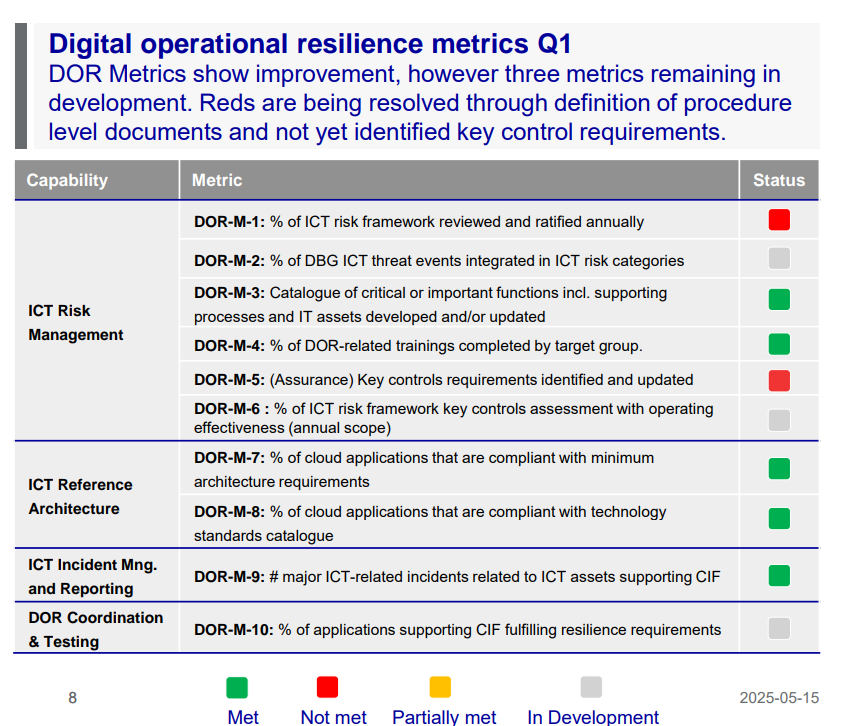 Digital operational resilience metrics Q1
DOR Metrics show improvement, however three metrics remaining in
development. Reds are being resolved through definition of procedure
level documents and not yet identified key control requirements.
Capability Metric Status
ICT Risk
Management
DOR-M-1: % of ICT risk framework reviewed and ratified annually
DOR-M-2: % of DBG ICT threat events integrated in ICT risk categories
DOR-M-3: Catalogue of critical or important functions incl. supporting
processes and IT assets developed and/or updated
DOR-M-4: % of DOR-related trainings completed by target group.
DOR-M-5: (Assurance) Key controls requirements identified and updated
DOR-M-6 : % of ICT risk framework key controls assessment with operating
effectiveness (annual scope)
ICT Reference
Architecture
DOR-M-7: % of cloud applications that are compliant with minimum
architecture requirements
DOR-M-8: % of cloud applications that are compliant with technology
standards catalogue
ICT Incident Mng.
and Reporting
DOR-M-9: # major ICT-related incidents related to ICT assets supporting CIF
DOR Coordination
& Testing
DOR-M-10: % of applications supporting CIF fulfilling resilience requirements
8
Met Not met Partially met In Development
2025-05-15